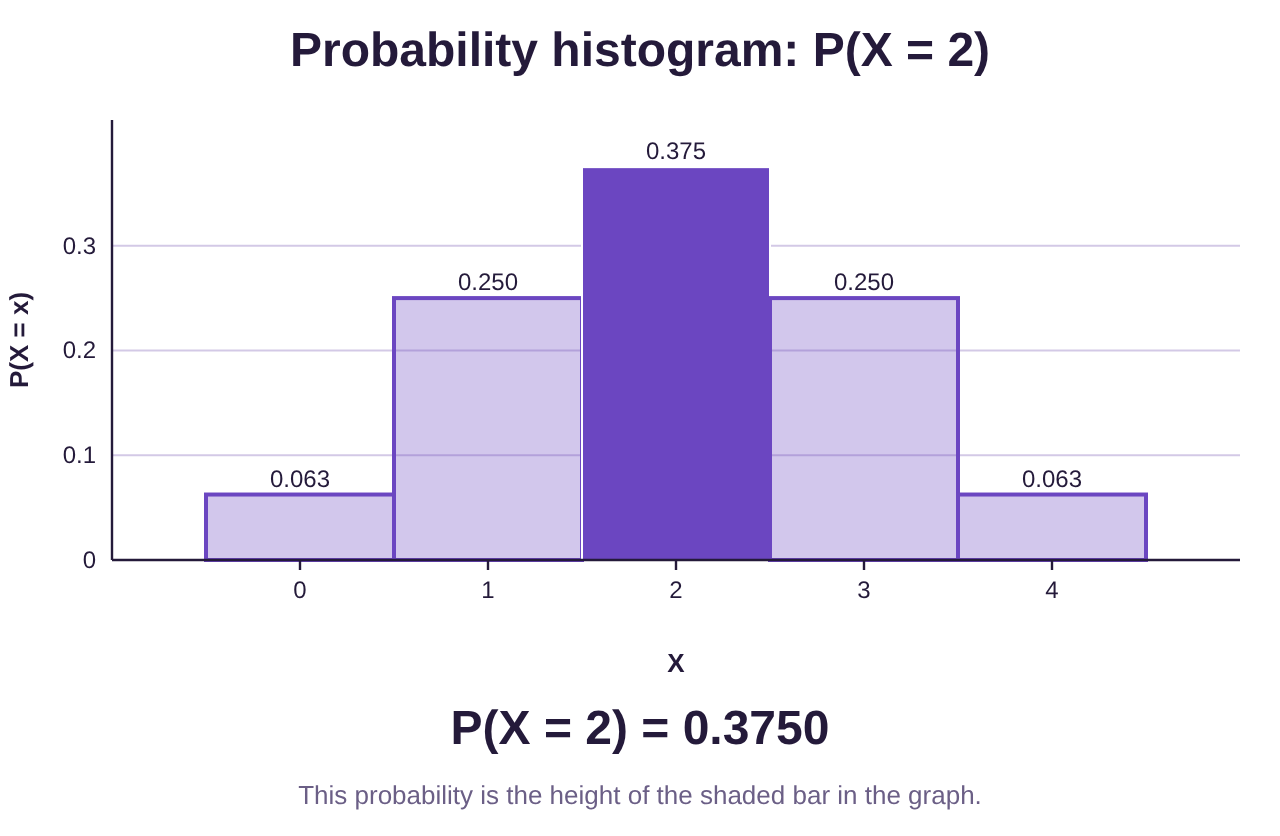 Probability histogram: P(X = 2)
0.375
0.3
0.250
0.250
P(X = x)
0.2
0.1
0.063
0.063
0
0
1
2
3
4
X
P(X = 2) = 0.3750
This probability is the height of the shaded bar in the graph.